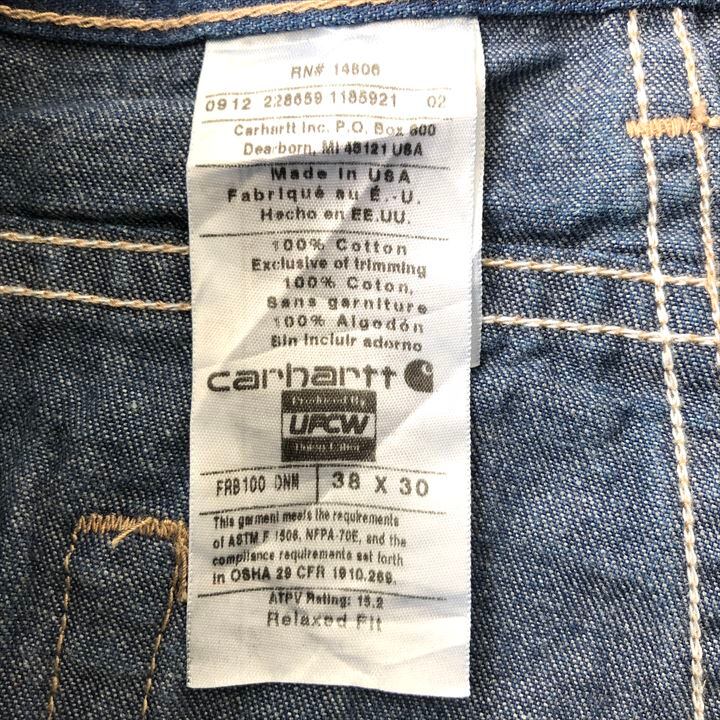 RN# 14806
0912 228659 1185921 02
Carhartt Inc. P.O. Box 600
Dearborn, MI 48121 USA
Made in USA
Fabriqué au É.-U.
Hecho en EE.UU.
100% Cotton
Exclusive of trimming
100% Coton,
Sans garniture
100% Algodón
Sin incluir adorno
carhartt
UFCW
FRB100 DNM 38 X 30
This garment meets the requirements
of ASTM F 1506, NFPA-70E, and the
compliance requirements set forth
in OSHA 29 CFR 1910.269.
ATPV Rating: 15.2
Relaxed Fit